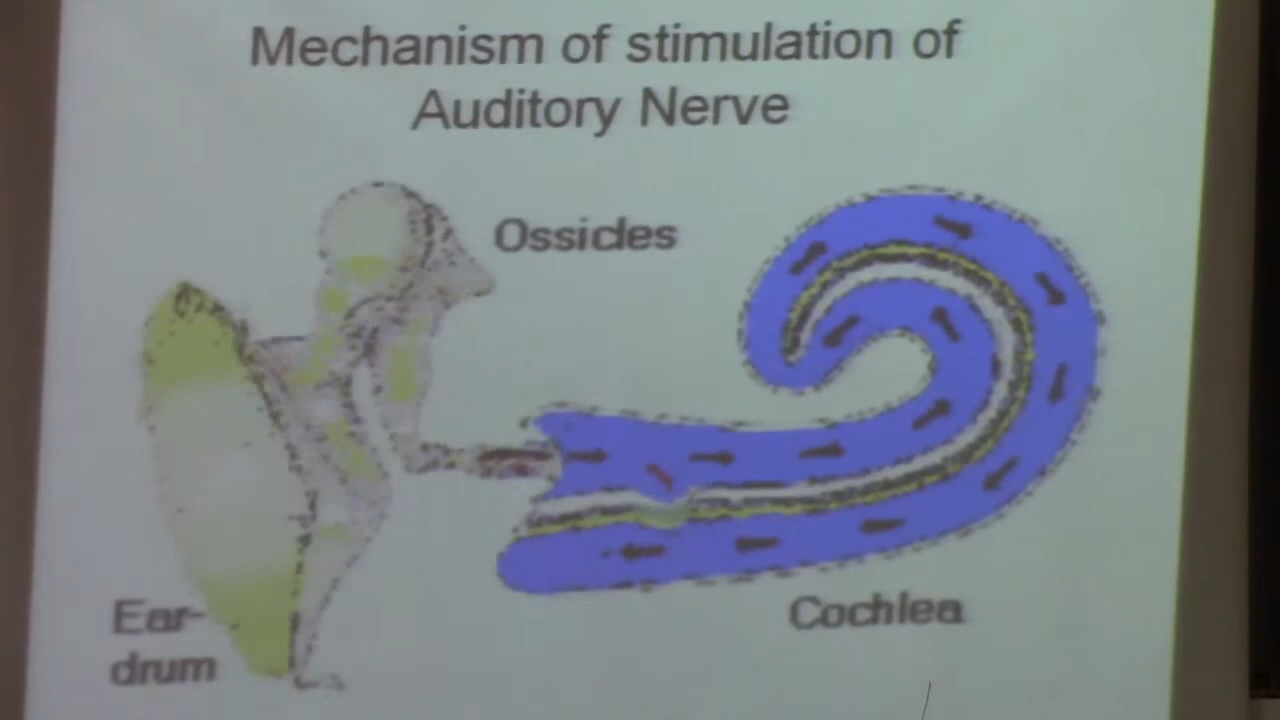 Mechanism of stimulation of
Auditory Nerve
Ossicles
Ear-
drum
Cochlea